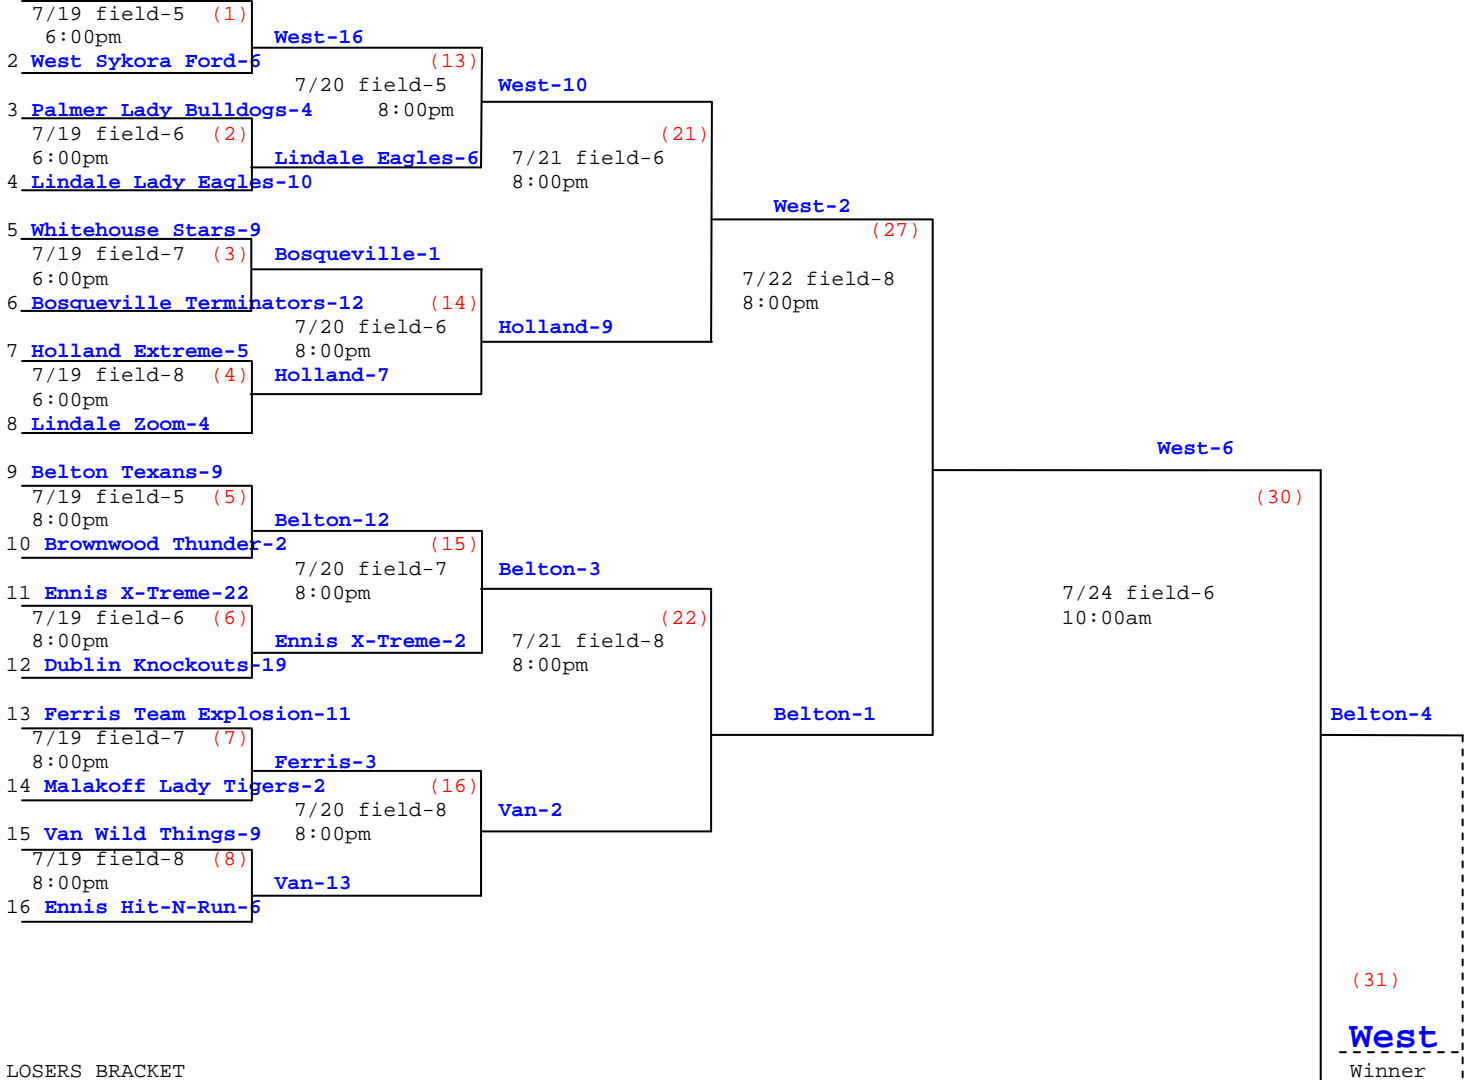 7/19 field-5 (1)
6:00pm West-16
2 West Sykora Ford-6 (13)
7/20 field-5 West-10
3 Palmer Lady Bulldogs-4 8:00pm
7/19 field-6 (2) (21)
6:00pm Lindale Eagles-6 7/21 field-6
4 Lindale Lady Eagles-10 8:00pm
West-2
5 Whitehouse Stars-9 (27)
7/19 field-7 (3) Bosqueville-1
6:00pm 7/22 field-8
6 Bosqueville Terminators-12 (14) 8:00pm
7/20 field-6 Holland-9
7 Holland Extreme-5 8:00pm
7/19 field-8 (4) Holland-7
6:00pm
8 Lindale Zoom-4
West-6
9 Belton Texans-9
7/19 field-5 (5) (30)
8:00pm Belton-12
10 Brownwood Thunder-2 (15)
7/20 field-7 Belton-3
11 Ennis X-Treme-22 8:00pm 7/24 field-6
7/19 field-6 (6) (22) 10:00am
8:00pm Ennis X-Treme-2 7/21 field-8
12 Dublin Knockouts-19 8:00pm
13 Ferris Team Explosion-11 Belton-1 Belton-4
7/19 field-7 (7)
8:00pm Ferris-3
14 Malakoff Lady Tigers-2 (16)
7/20 field-8 Van-2
15 Van Wild Things-9 8:00pm
7/19 field-8 (8)
8:00pm Van-13
16 Ennis Hit-N-Run-6
(31)
West
LOSERS BRACKET Winner